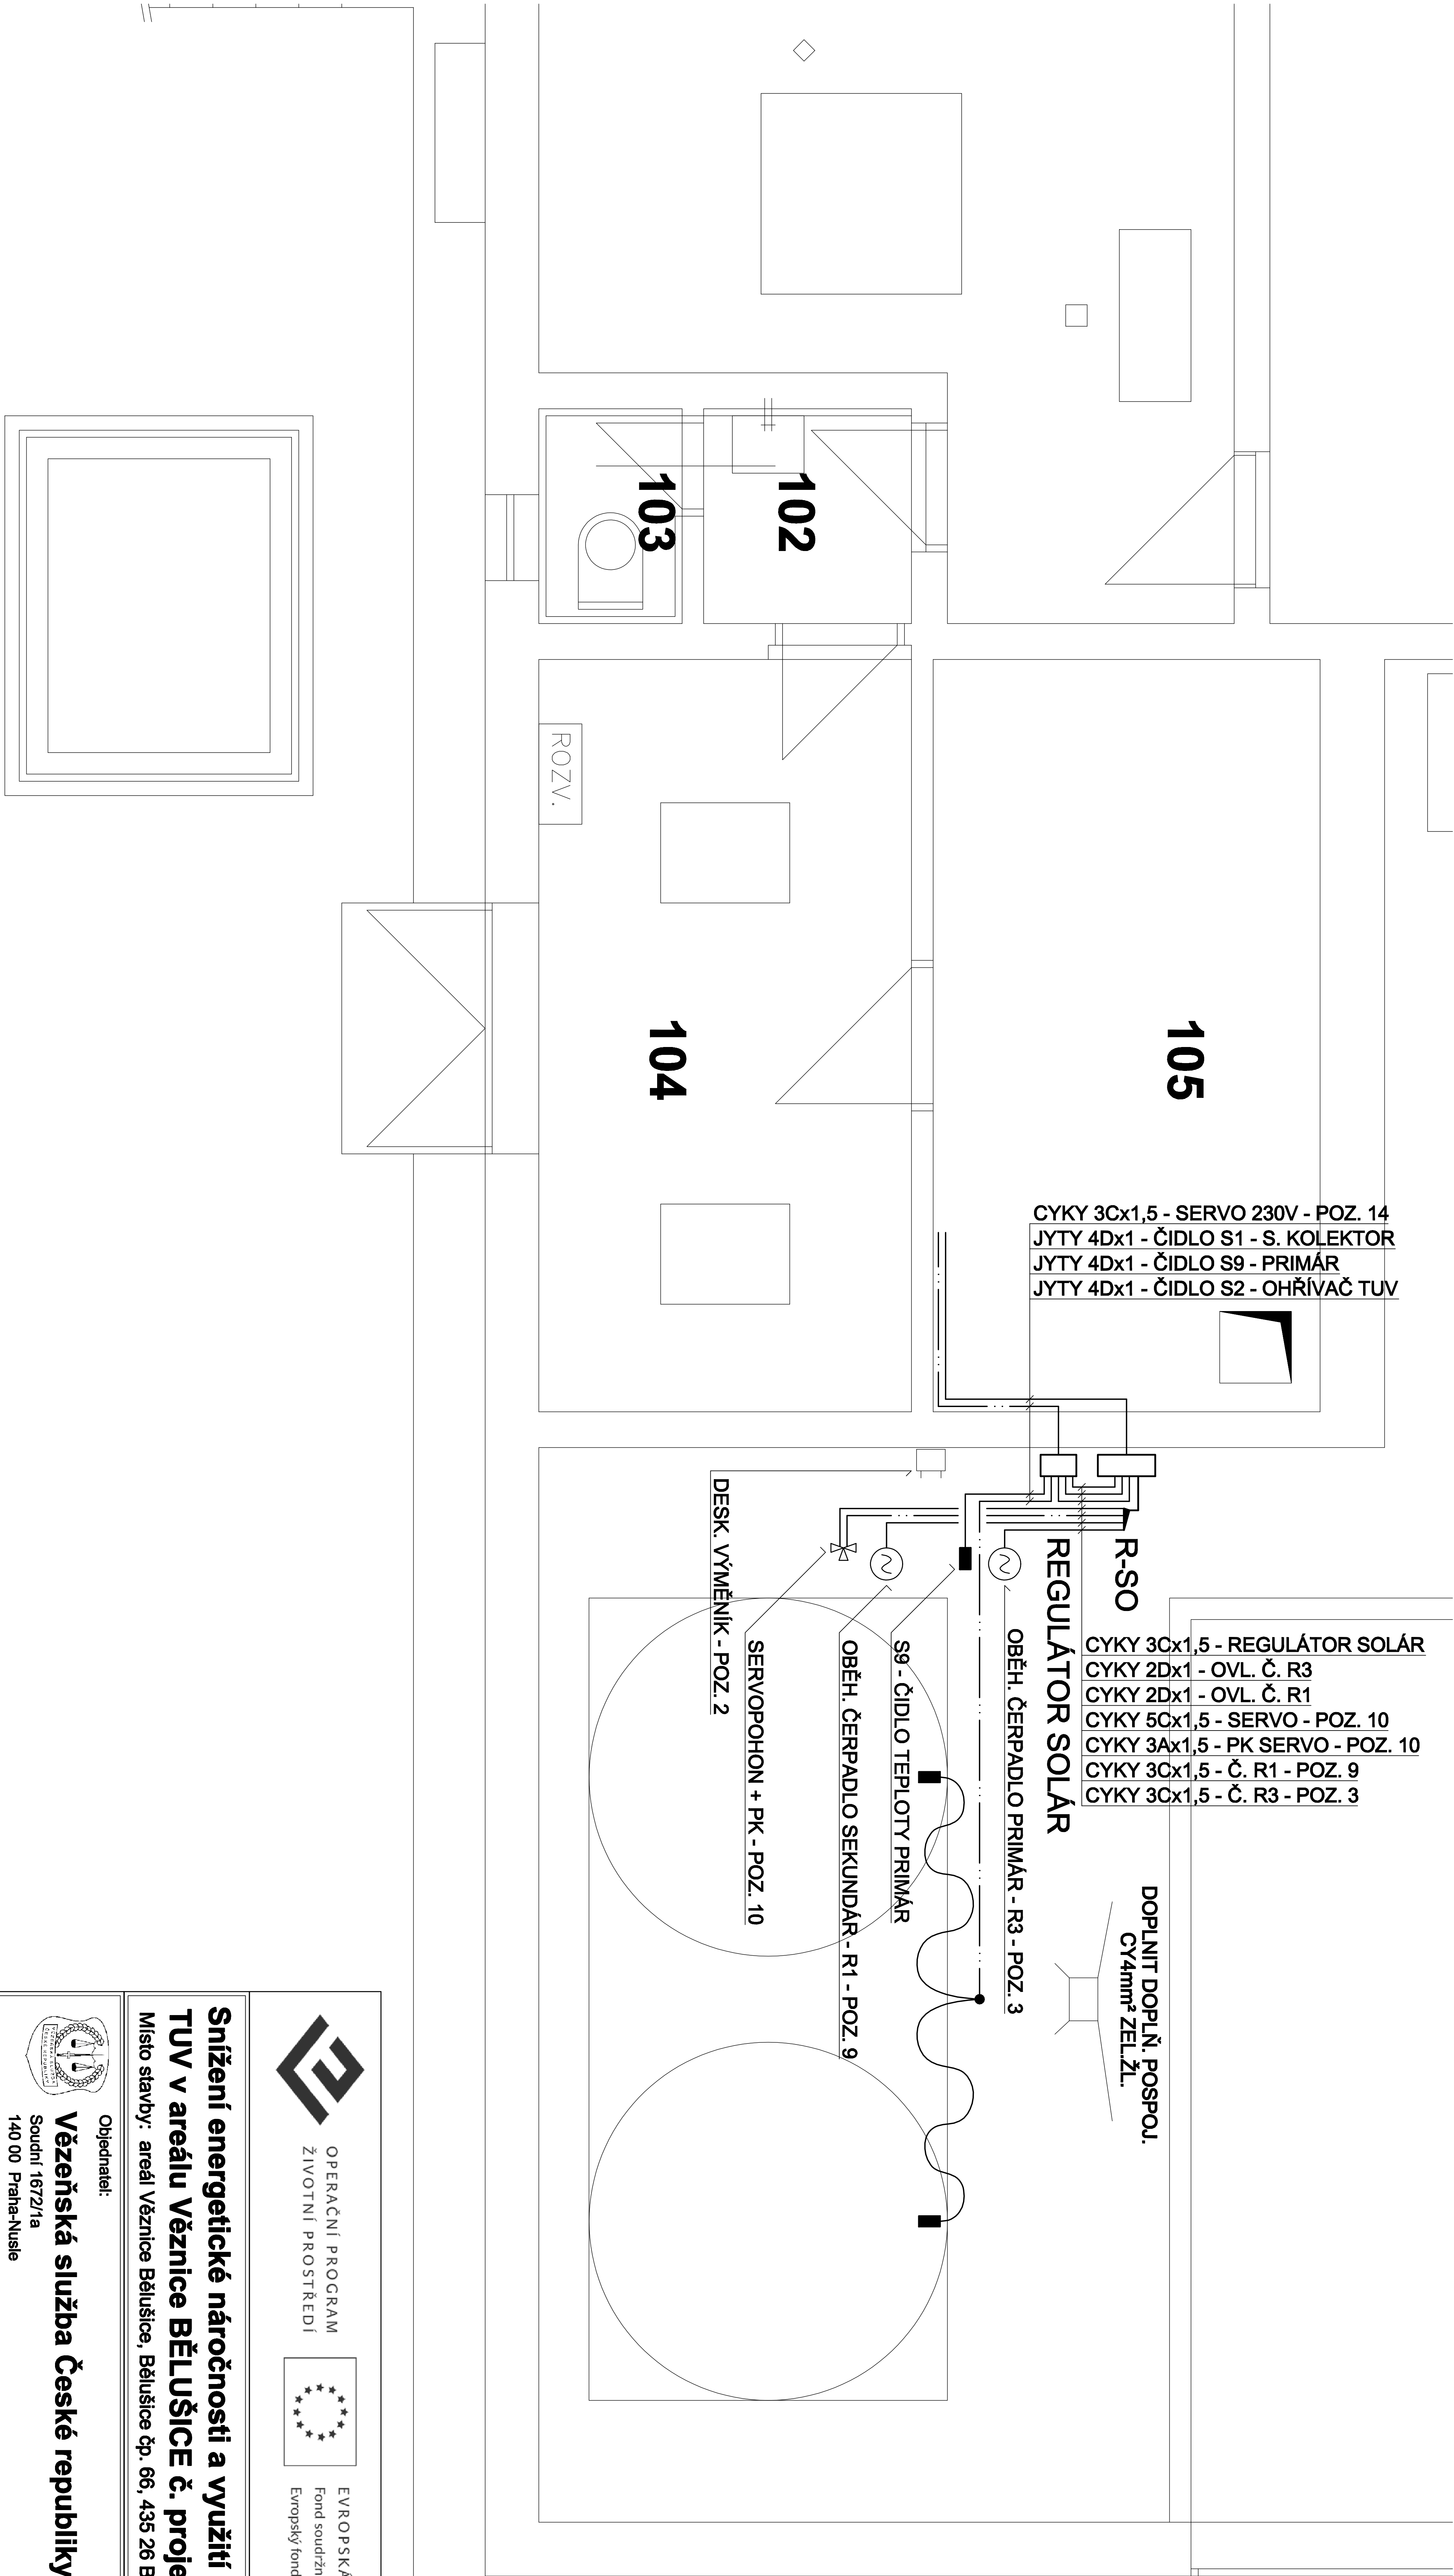 103
102
ROZV.
104
105
CYKY 3Cx1,5 - SERVO 230V - POZ. 14
JYTY 4Dx1 - ČIDLO S1 - S. KOLEKTOR
JYTY 4Dx1 - ČIDLO S9 - PRIMÁR
JYTY 4Dx1 - ČIDLO S2 - OHŘÍVAČ TUV
R-SO
REGULÁTOR SOLÁR
CYKY 3Cx1,5 - REGULÁTOR SOLÁR
CYKY 2Dx1 - OVL. Č. R3
CYKY 2Dx1 - OVL. Č. R1
CYKY 5Cx1,5 - SERVO - POZ. 10
CYKY 3Ax1,5 - PK SERVO - POZ. 10
CYKY 3Cx1,5 - Č. R1 - POZ. 9
CYKY 3Cx1,5 - Č. R3 - POZ. 3
OBĚH. ČERPADLO PRIMÁR - R3 - POZ. 3
S9 - ČIDLO TEPLOTY PRIMÁR
OBĚH. ČERPADLO SEKUNDÁR - R1 - POZ. 9
SERVOPOHON + PK - POZ. 10
DESK. VÝMĚNÍK - POZ. 2
DOPLNIT DOPLŇ. POSPOJ.
CY4mm² ZEL.ŽL.
OPERAČNÍ PROGRAM
ŽIVOTNÍ PROSTŘEDÍ
EVROPSKÁ
Fond soudržn
Evropský fond
Snížení energetické náročnosti a využití
TUV v areálu Věznice BĚLUŠICE č. proje
Místo stavby: areál Věznice Bělušice, Bělušice čp. 66, 435 26 B
Objednatel:
Vězeňská služba České republiky
Soudní 1672/1a
140 00 Praha-Nusle